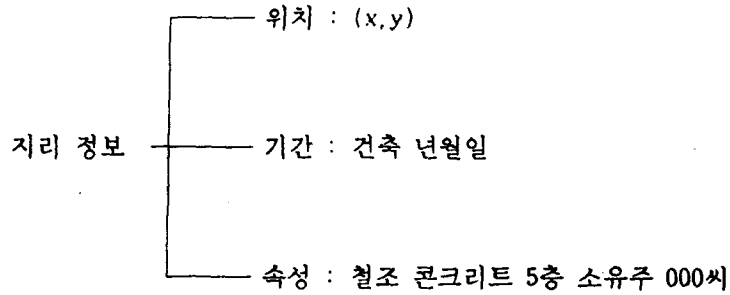 위치 : (x,y)
지리 정보
기간 : 건축 년월일
속성 : 철조 콘크리트 5층 소유주 000씨